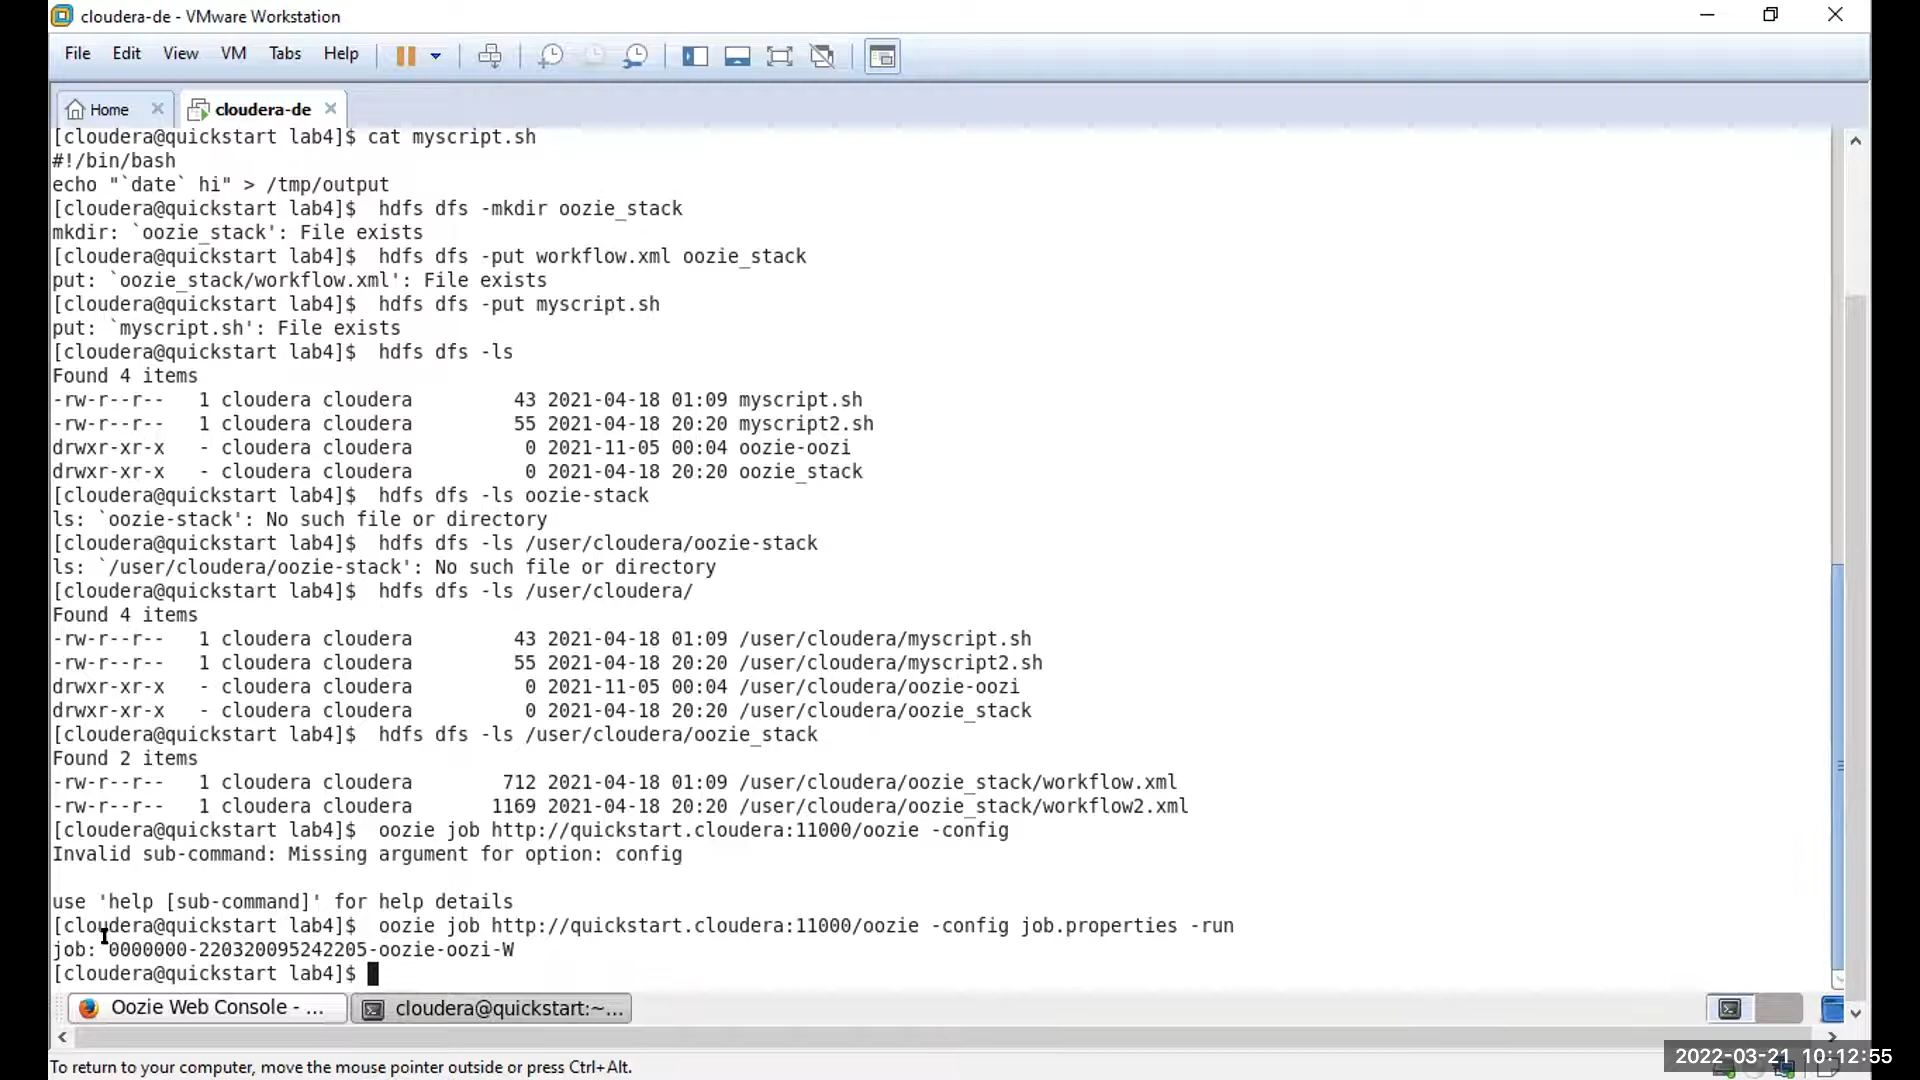 cloudera-de - VMware Workstation
File Edit View VM Tabs Help
Home cloudera-de
[cloudera@quickstart lab4]$ cat myscript.sh
#!/bin/bash
echo "`date` hi" > /tmp/output
[cloudera@quickstart lab4]$  hdfs dfs -mkdir oozie_stack
mkdir: `oozie_stack': File exists
[cloudera@quickstart lab4]$  hdfs dfs -put workflow.xml oozie_stack
put: `oozie_stack/workflow.xml': File exists
[cloudera@quickstart lab4]$  hdfs dfs -put myscript.sh
put: `myscript.sh': File exists
[cloudera@quickstart lab4]$  hdfs dfs -ls
Found 4 items
-rw-r--r--   1 cloudera cloudera         43 2021-04-18 01:09 myscript.sh
-rw-r--r--   1 cloudera cloudera         55 2021-04-18 20:20 myscript2.sh
drwxr-xr-x   - cloudera cloudera          0 2021-11-05 00:04 oozie-oozi
drwxr-xr-x   - cloudera cloudera          0 2021-04-18 20:20 oozie_stack
[cloudera@quickstart lab4]$  hdfs dfs -ls oozie-stack
ls: `oozie-stack': No such file or directory
[cloudera@quickstart lab4]$  hdfs dfs -ls /user/cloudera/oozie-stack
ls: `/user/cloudera/oozie-stack': No such file or directory
[cloudera@quickstart lab4]$  hdfs dfs -ls /user/cloudera/
Found 4 items
-rw-r--r--   1 cloudera cloudera         43 2021-04-18 01:09 /user/cloudera/myscript.sh
-rw-r--r--   1 cloudera cloudera         55 2021-04-18 20:20 /user/cloudera/myscript2.sh
drwxr-xr-x   - cloudera cloudera          0 2021-11-05 00:04 /user/cloudera/oozie-oozi
drwxr-xr-x   - cloudera cloudera          0 2021-04-18 20:20 /user/cloudera/oozie_stack
[cloudera@quickstart lab4]$  hdfs dfs -ls /user/cloudera/oozie_stack
Found 2 items
-rw-r--r--   1 cloudera cloudera        712 2021-04-18 01:09 /user/cloudera/oozie_stack/workflow.xml
-rw-r--r--   1 cloudera cloudera       1169 2021-04-18 20:20 /user/cloudera/oozie_stack/workflow2.xml
[cloudera@quickstart lab4]$  oozie job http://quickstart.cloudera:11000/oozie -config
Invalid sub-command: Missing argument for option: config
use 'help [sub-command]' for help details
[cloudera@quickstart lab4]$  oozie job http://quickstart.cloudera:11000/oozie -config job.properties -run
job: 0000000-220320095242205-oozie-oozi-W
[cloudera@quickstart lab4]$
Oozie Web Console - ... cloudera@quickstart:~...
To return to your computer, move the mouse pointer outside or press Ctrl+Alt.
2022-03-21 10:12:55